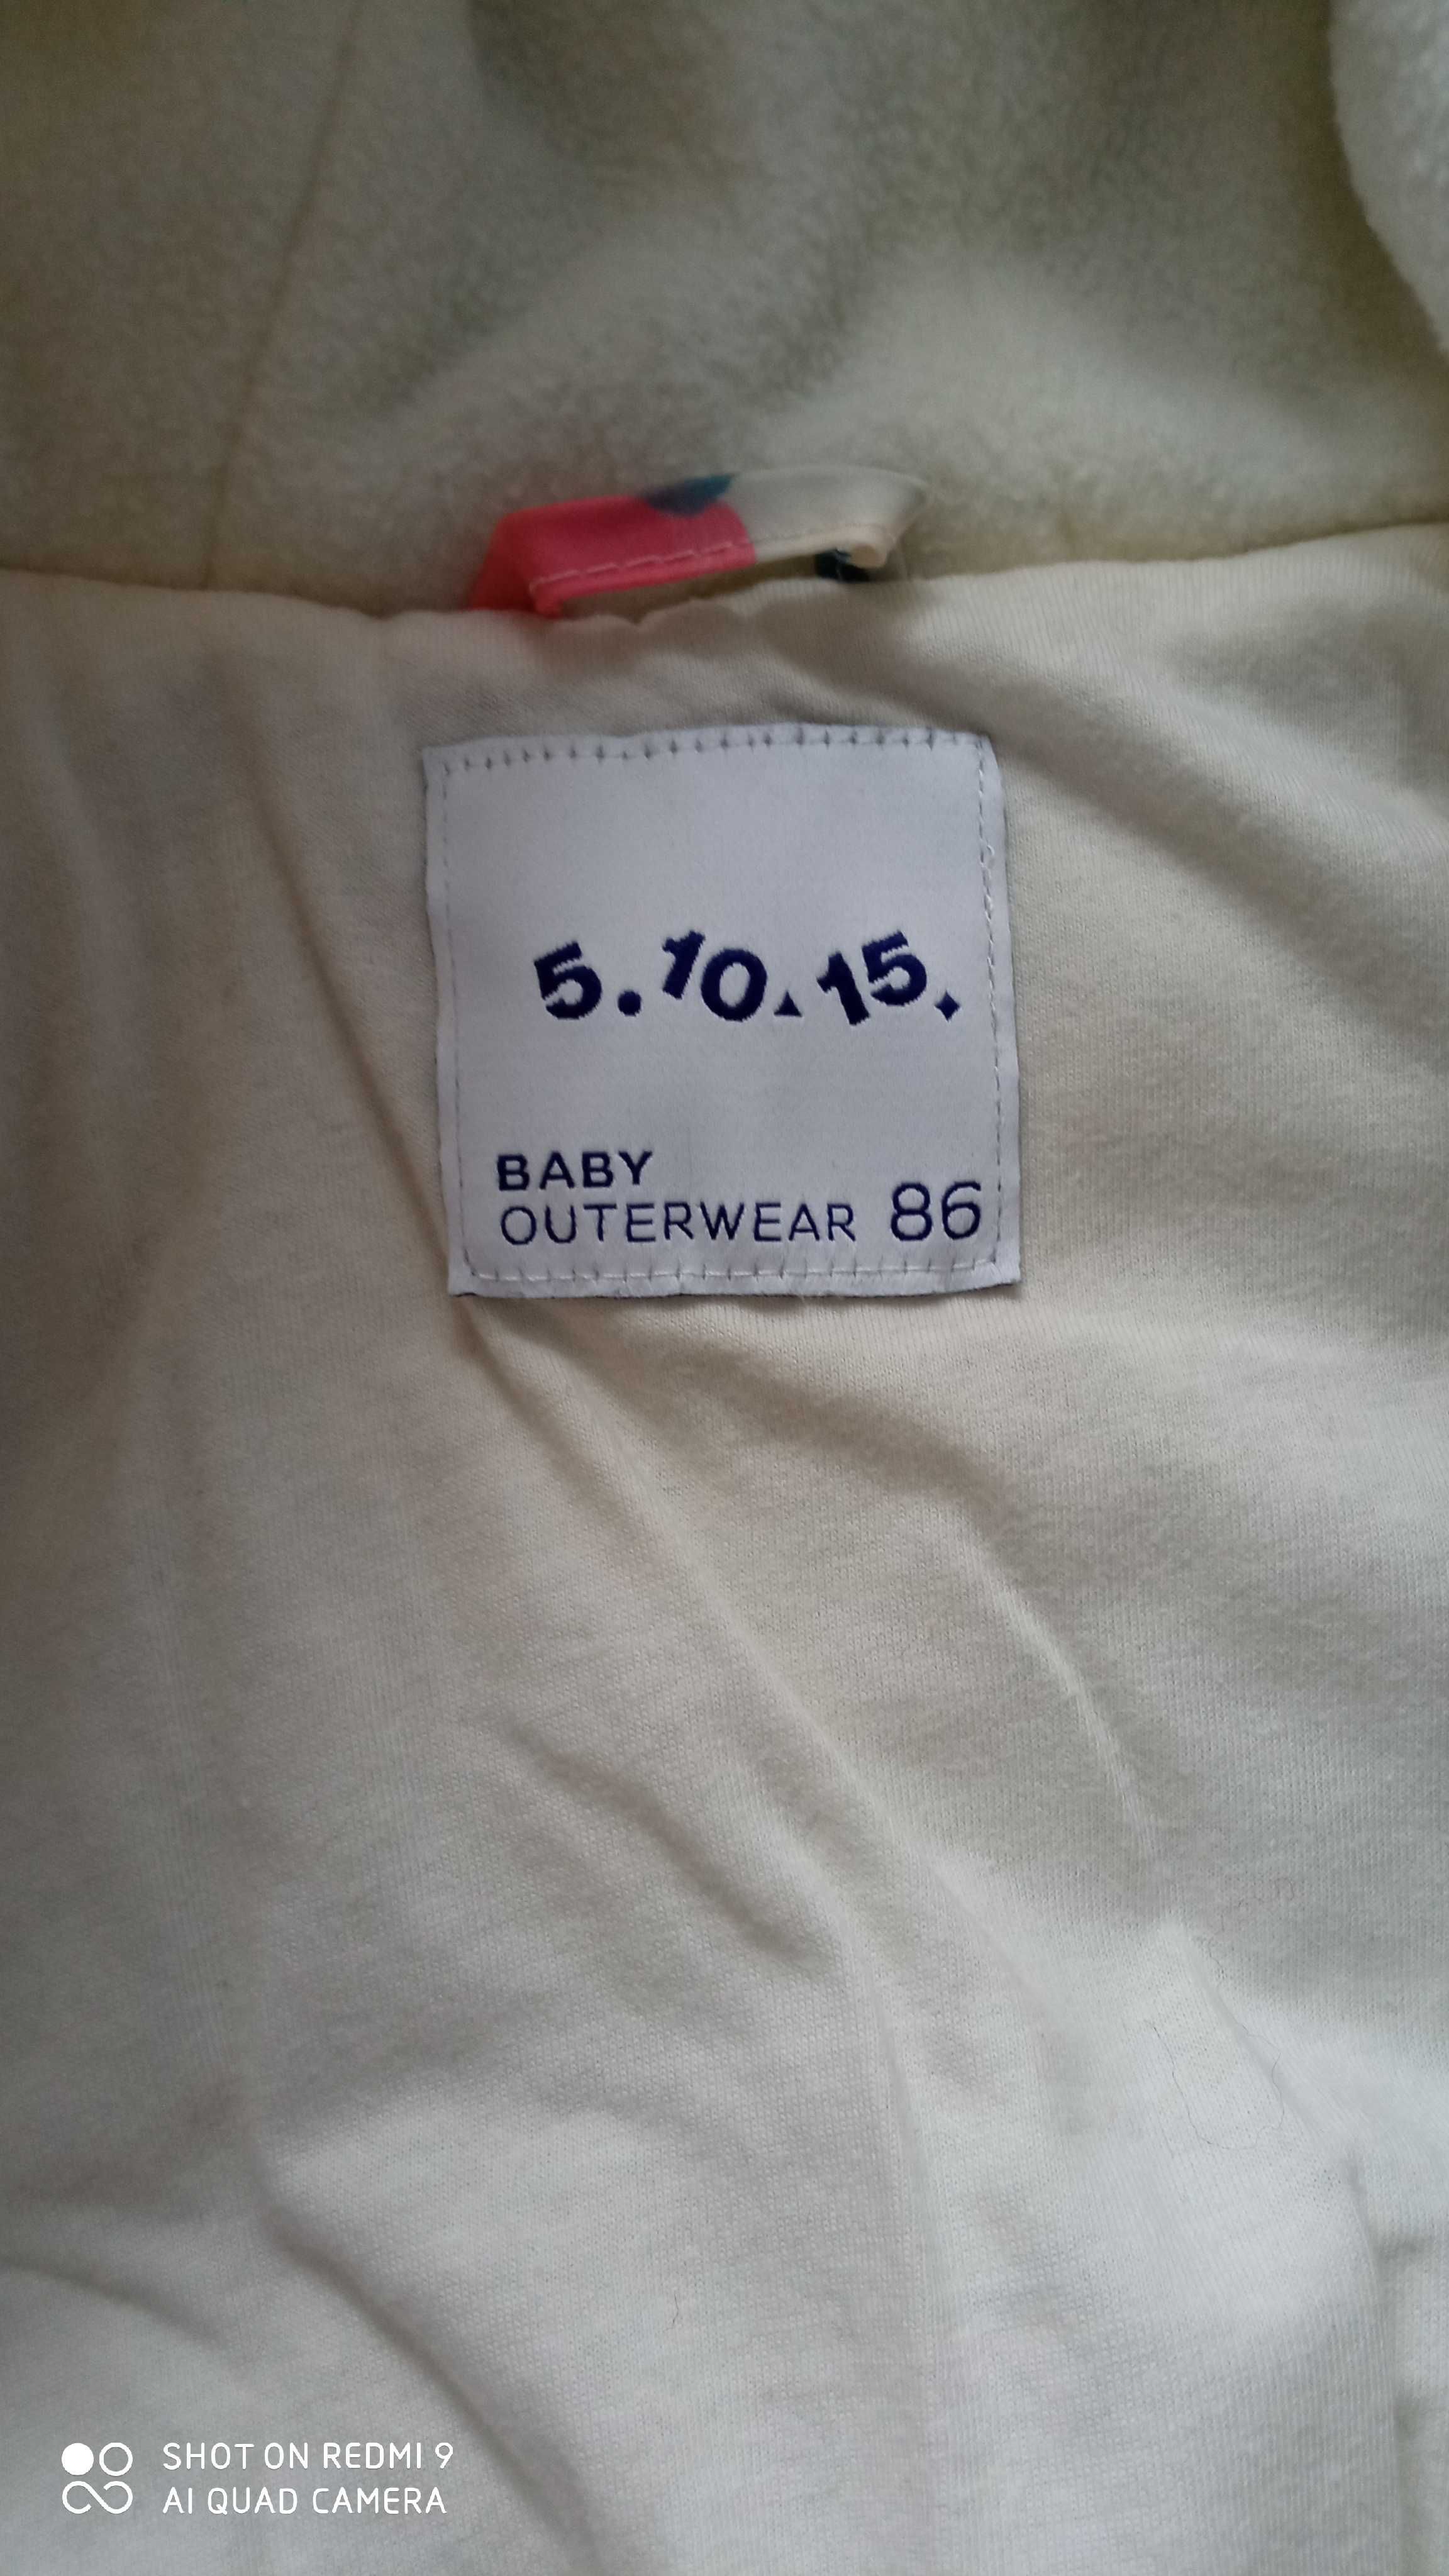 5.10.15.
BABY
OUTERWEAR 86
SHOT ON REDMI 9
AI QUAD CAMERA